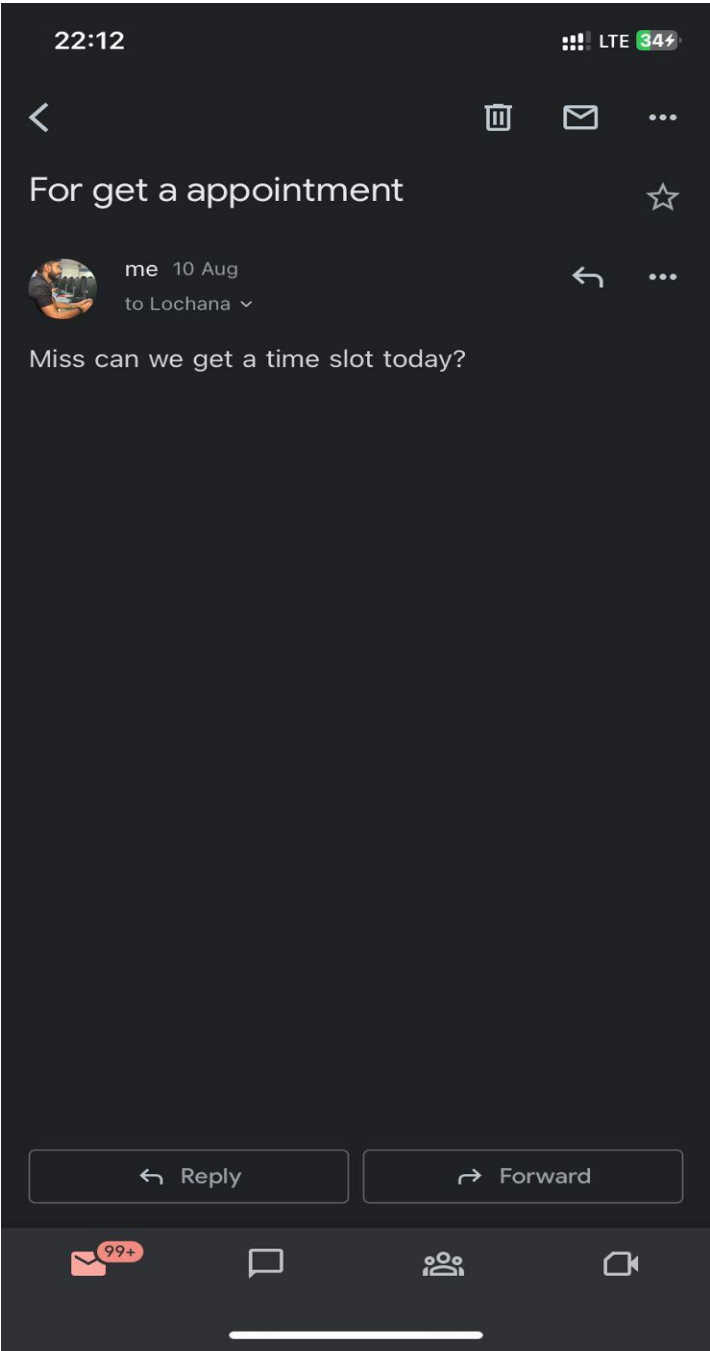 22:12
LTE 34
For get a appointment
me 10 Aug
to Lochana
Miss can we get a time slot today?
Reply
Forward
99+